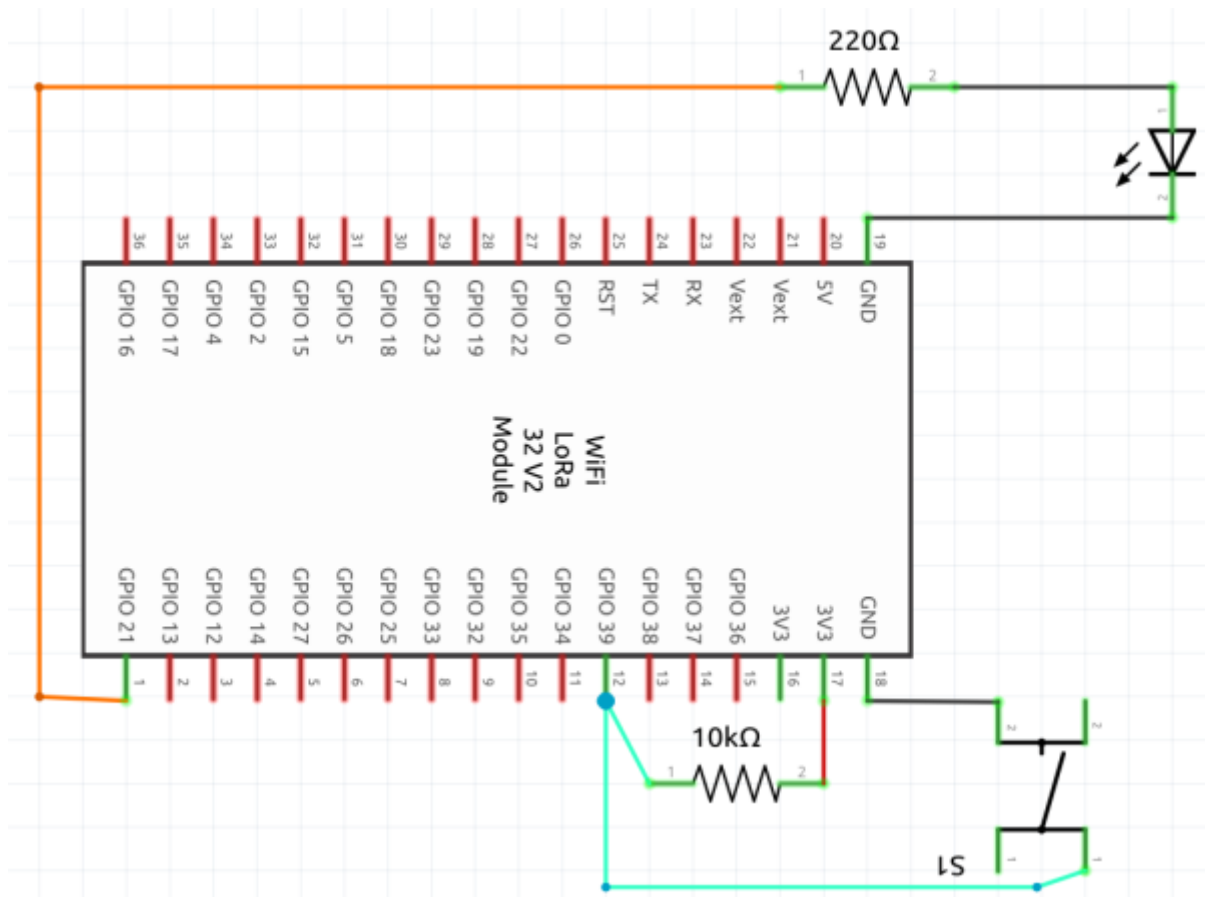 220Ω
1 2
1
2
36 35 34 33 32 31 30 29 28 27 26 25 24 23 22 21 20 19
GPIO 16
GPIO 17
GPIO 4
GPIO 2
GPIO 15
GPIO 5
GPIO 18
GPIO 23
GPIO 19
GPIO 22
GPIO 0
RST
TX
RX
Vext
Vext
5V
GND
WiFi
LoRa
32 V2
Module
GPIO 21
GPIO 13
GPIO 12
GPIO 14
GPIO 27
GPIO 26
GPIO 25
GPIO 33
GPIO 32
GPIO 35
GPIO 34
GPIO 39
GPIO 38
GPIO 37
GPIO 36
3V3
3V3
GND
1 2 3 4 5 6 7 8 9 10 11 12 13 14 15 16 17 18
10kΩ
1 2
2 2
S1
1 1